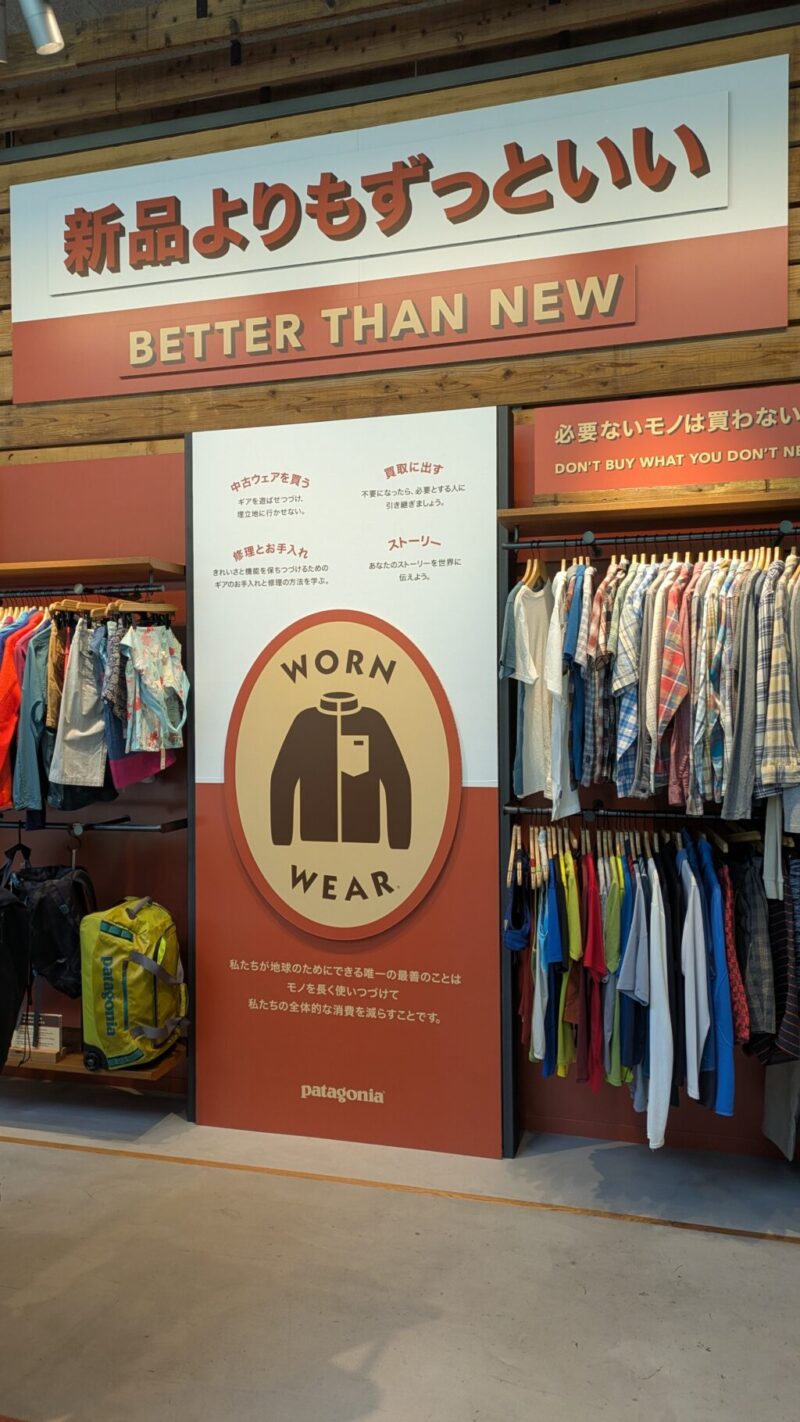 新品よりもずっといい
BETTER THAN NEW
必要ないモノは買わない
DON'T BUY WHAT YOU DON'T NE
中古ウェアを買う
ギアを遊ばせつづけ、
埋立地に行かせない。
買取に出す
不要になったら、必要とする人に
引き継ぎましょう。
修理とお手入れ
きれいさと機能を保ちつづけるための
ギアのお手入れと修理の方法を学ぶ。
ストーリー
あなたのストーリーを世界に
伝えよう。
WORN
WEAR
私たちが地球のためにできる唯一の最善のことは
モノを長く使いつづけて
私たちの全体的な消費を減らすことです。
patagonia
patagonia